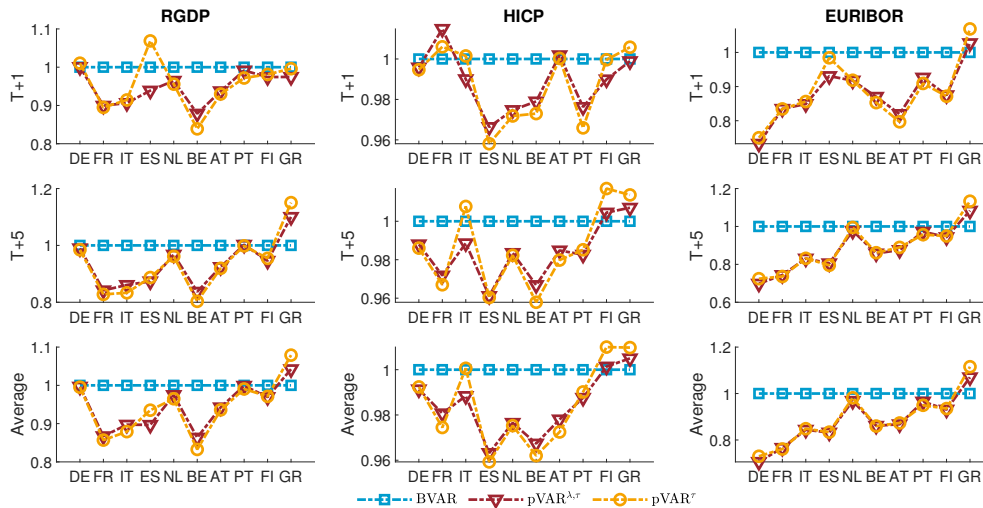 RGDP HICP EURIBOR
T+1 1.1 1 0.9 0.8
DE FR IT ES NL BE AT PT FI GR
T+1 1 0.98 0.96
DE FR IT ES NL BE AT PT FI GR
T+1 1 0.9 0.8
DE FR IT ES NL BE AT PT FI GR
T+5 1.2 1 0.8
DE FR IT ES NL BE AT PT FI GR
T+5 1 0.98 0.96
DE FR IT ES NL BE AT PT FI GR
T+5 1.2 1 0.8 0.6
DE FR IT ES NL BE AT PT FI GR
Average 1.1 1 0.9 0.8
DE FR IT ES NL BE AT PT FI GR
Average 1 0.98 0.96
DE FR IT ES NL BE AT PT FI GR
Average 1.2 1 0.8
DE FR IT ES NL BE AT PT FI GR
BVAR pVAR^λ,τ pVAR^τ